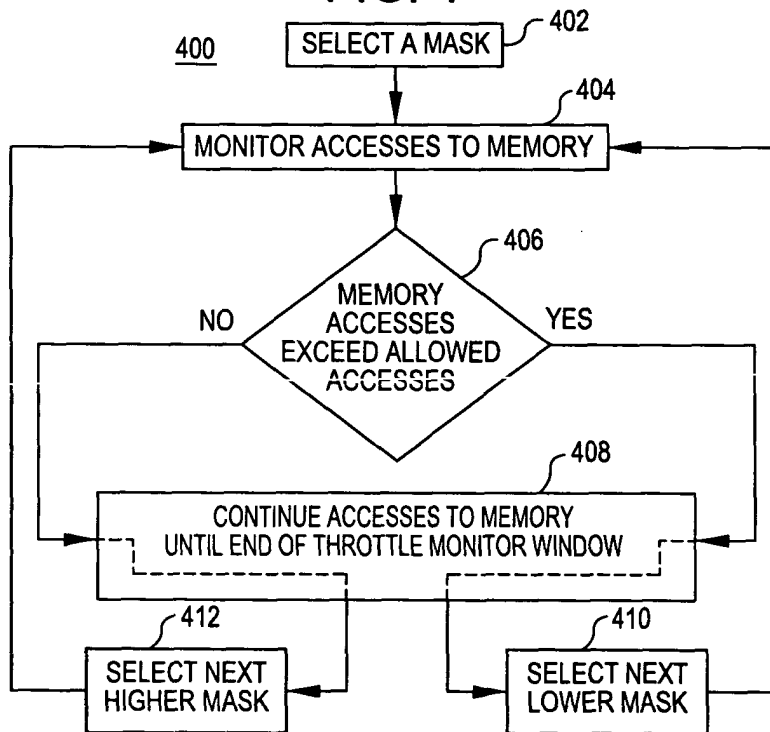 400
402
SELECT A MASK
404
MONITOR ACCESSES TO MEMORY
406
MEMORY
ACCESSES
EXCEED ALLOWED
ACCESSES
NO
YES
408
CONTINUE ACCESSES TO MEMORY
UNTIL END OF THROTTLE MONITOR WINDOW
412
SELECT NEXT
HIGHER MASK
410
SELECT NEXT
LOWER MASK